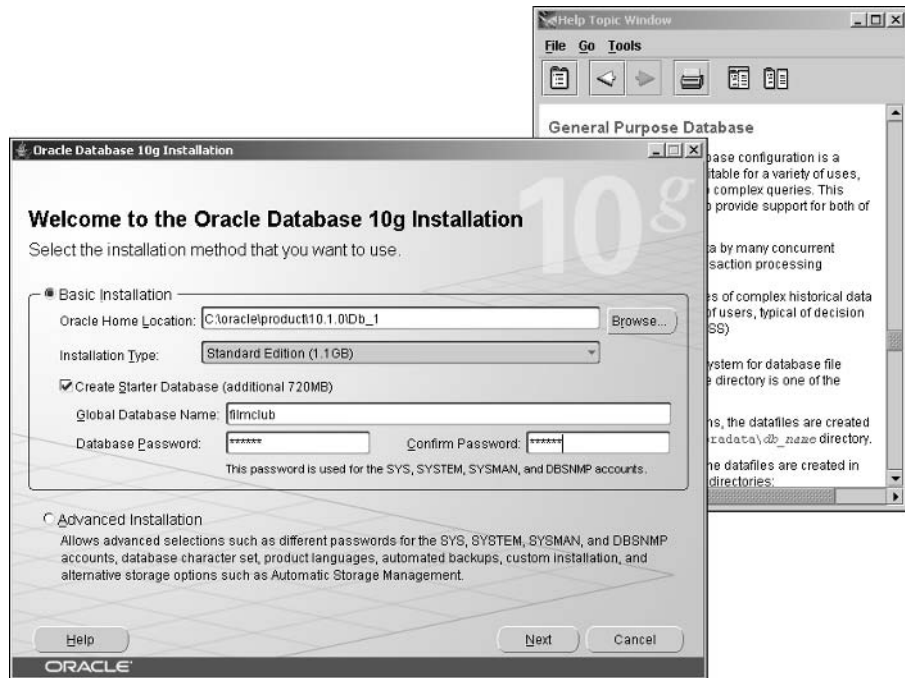 Help Topic Window
File Go Tools
General Purpose Database
base configuration is a
itable for a variety of uses,
complex queries. This
provide support for both of
a by many concurrent
saction processing
es of complex historical data
of users, typical of decision
SS)
ystem for database file
e directory is one of the
ns, the datafiles are created
radata\db_name directory.
he datafiles are created in
directories:
Oracle Database 10g Installation
10g
Welcome to the Oracle Database 10g Installation
Select the installation method that you want to use.
Basic Installation
Oracle Home Location: C:\oracle\product\10.1.0\Db_1 Browse...
Installation Type: Standard Edition (1.1GB)
Create Starter Database (additional 720MB)
Global Database Name: filmclub
Database Password: ****** Confirm Password: ******
This password is used for the SYS, SYSTEM, SYSMAN, and DBSNMP accounts.
Advanced Installation
Allows advanced selections such as different passwords for the SYS, SYSTEM, SYSMAN, and DBSNMP
accounts, database character set, product languages, automated backups, custom installation, and
alternative storage options such as Automatic Storage Management.
Help Next Cancel
ORACLE